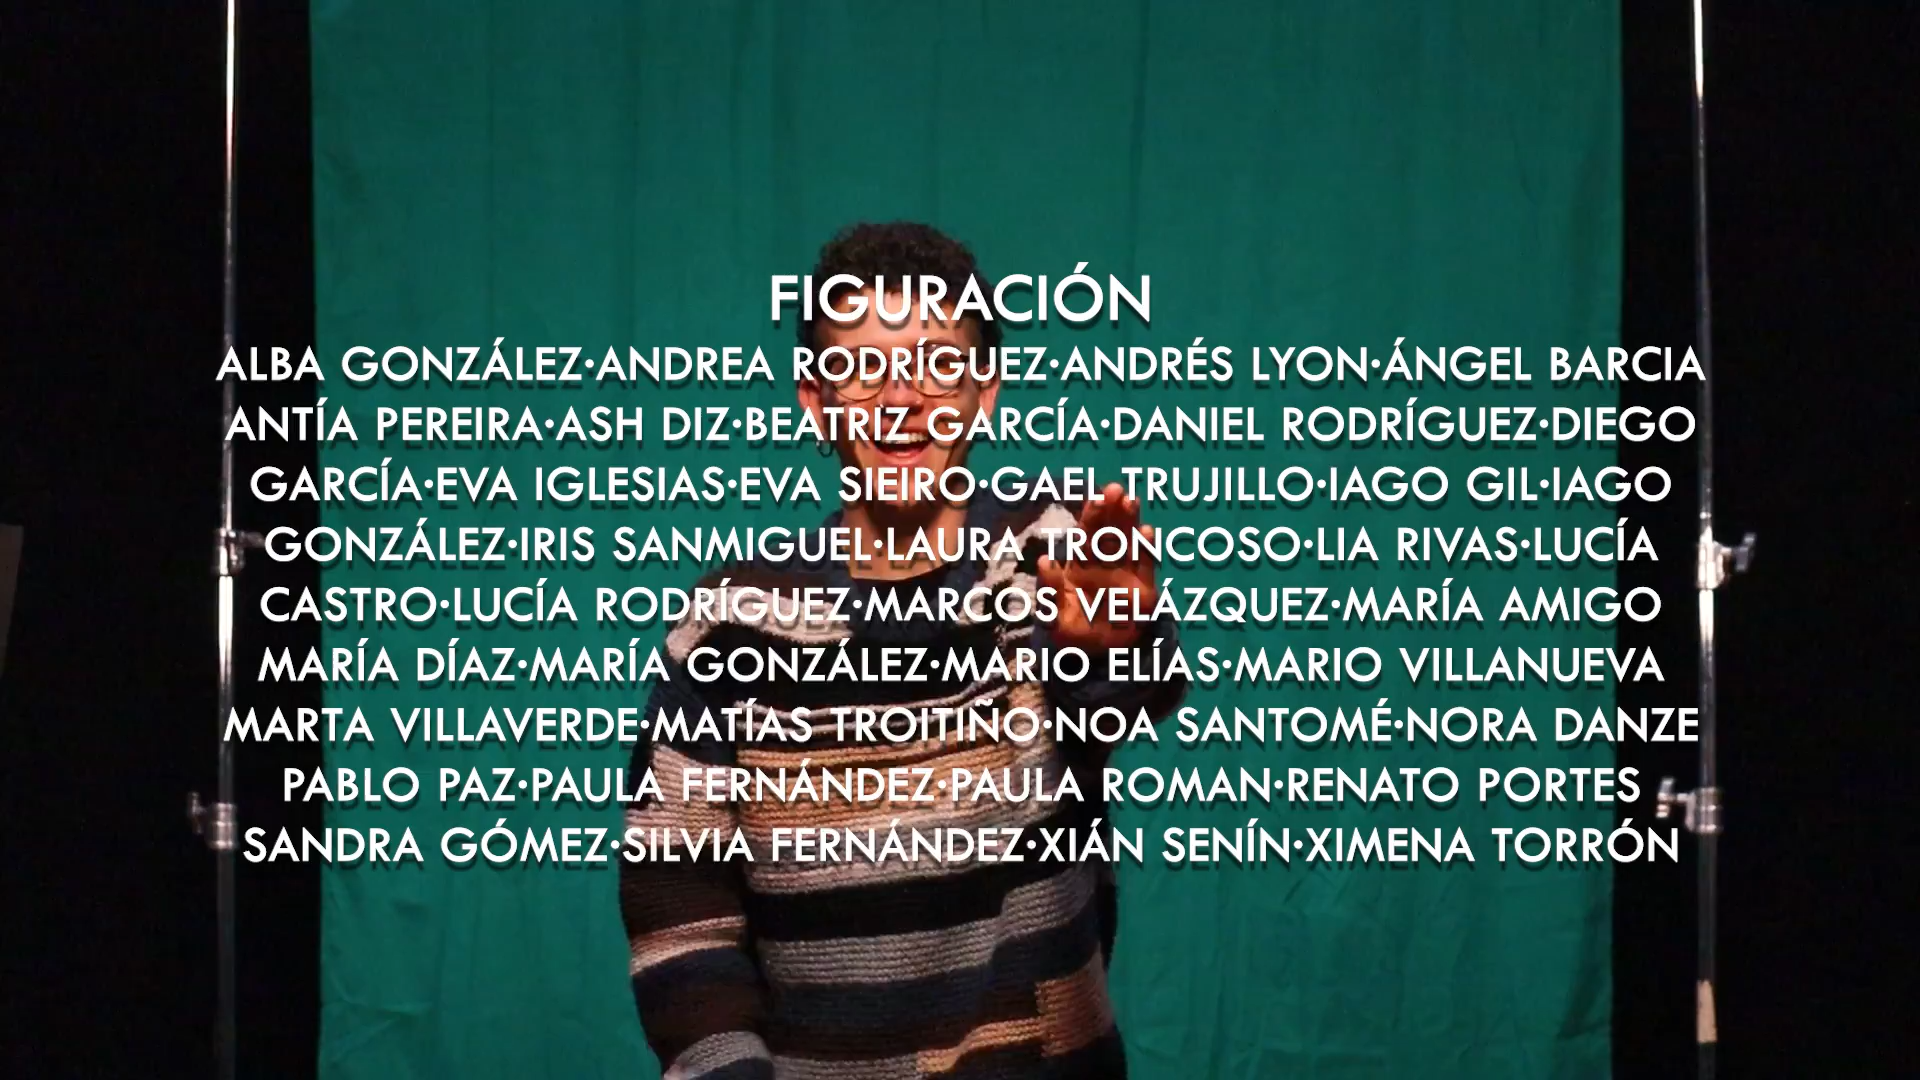 FIGURACIÓN
ALBA GONZÁLEZ·ANDREA RODRÍGUEZ·ANDRÉS LYON·ÁNGEL BARCIA
ANTÍA PEREIRA·ASH DIZ·BEATRIZ GARCÍA·DANIEL RODRÍGUEZ·DIEGO
GARCÍA·EVA IGLESIAS·EVA SIEIRO·GAEL TRUJILLO·IAGO GIL·IAGO
GONZÁLEZ·IRIS SANMIGUEL·LAURA TRONCOSO·LIA RIVAS·LUCÍA
CASTRO·LUCÍA RODRÍGUEZ·MARCOS VELÁZQUEZ·MARÍA AMIGO
MARÍA DÍAZ·MARÍA GONZÁLEZ·MARIO ELÍAS·MARIO VILLANUEVA
MARTA VILLAVERDE·MATÍAS TROITIÑO·NOA SANTOMÉ·NORA DANZE
PABLO PAZ·PAULA FERNÁNDEZ·PAULA ROMAN·RENATO PORTES
SANDRA GÓMEZ·SILVIA FERNÁNDEZ·XIÁN SENÍN·XIMENA TORRÓN